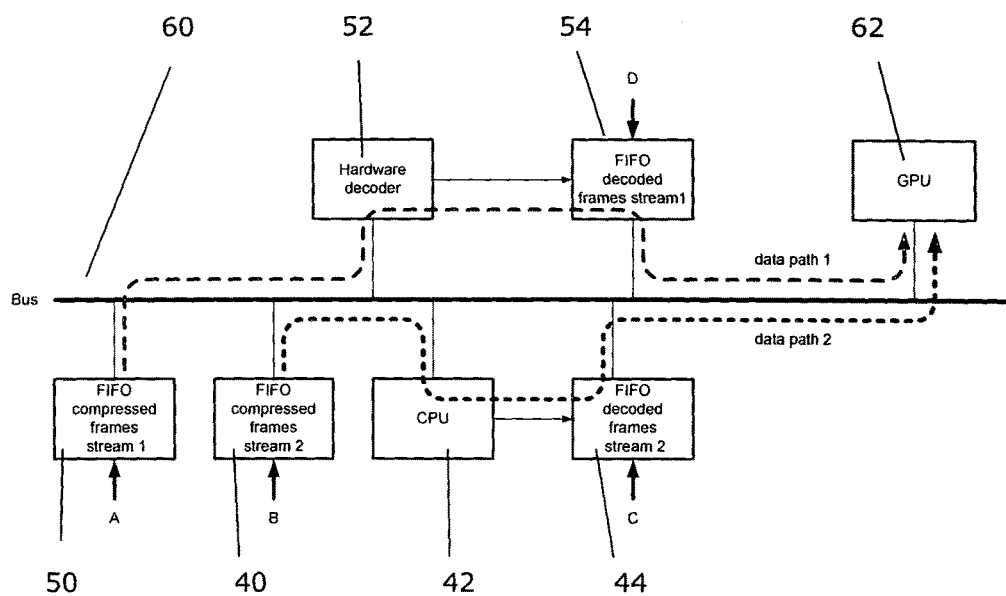 60
52
54
62
D
Hardware
decoder
FIFO
decoded
frames stream1
GPU
data path 1
Bus
data path 2
FIFO
compressed
frames
stream 1
FIFO
compressed
frames
stream 2
CPU
FIFO
decoded
frames
stream 2
A
B
C
50
40
42
44